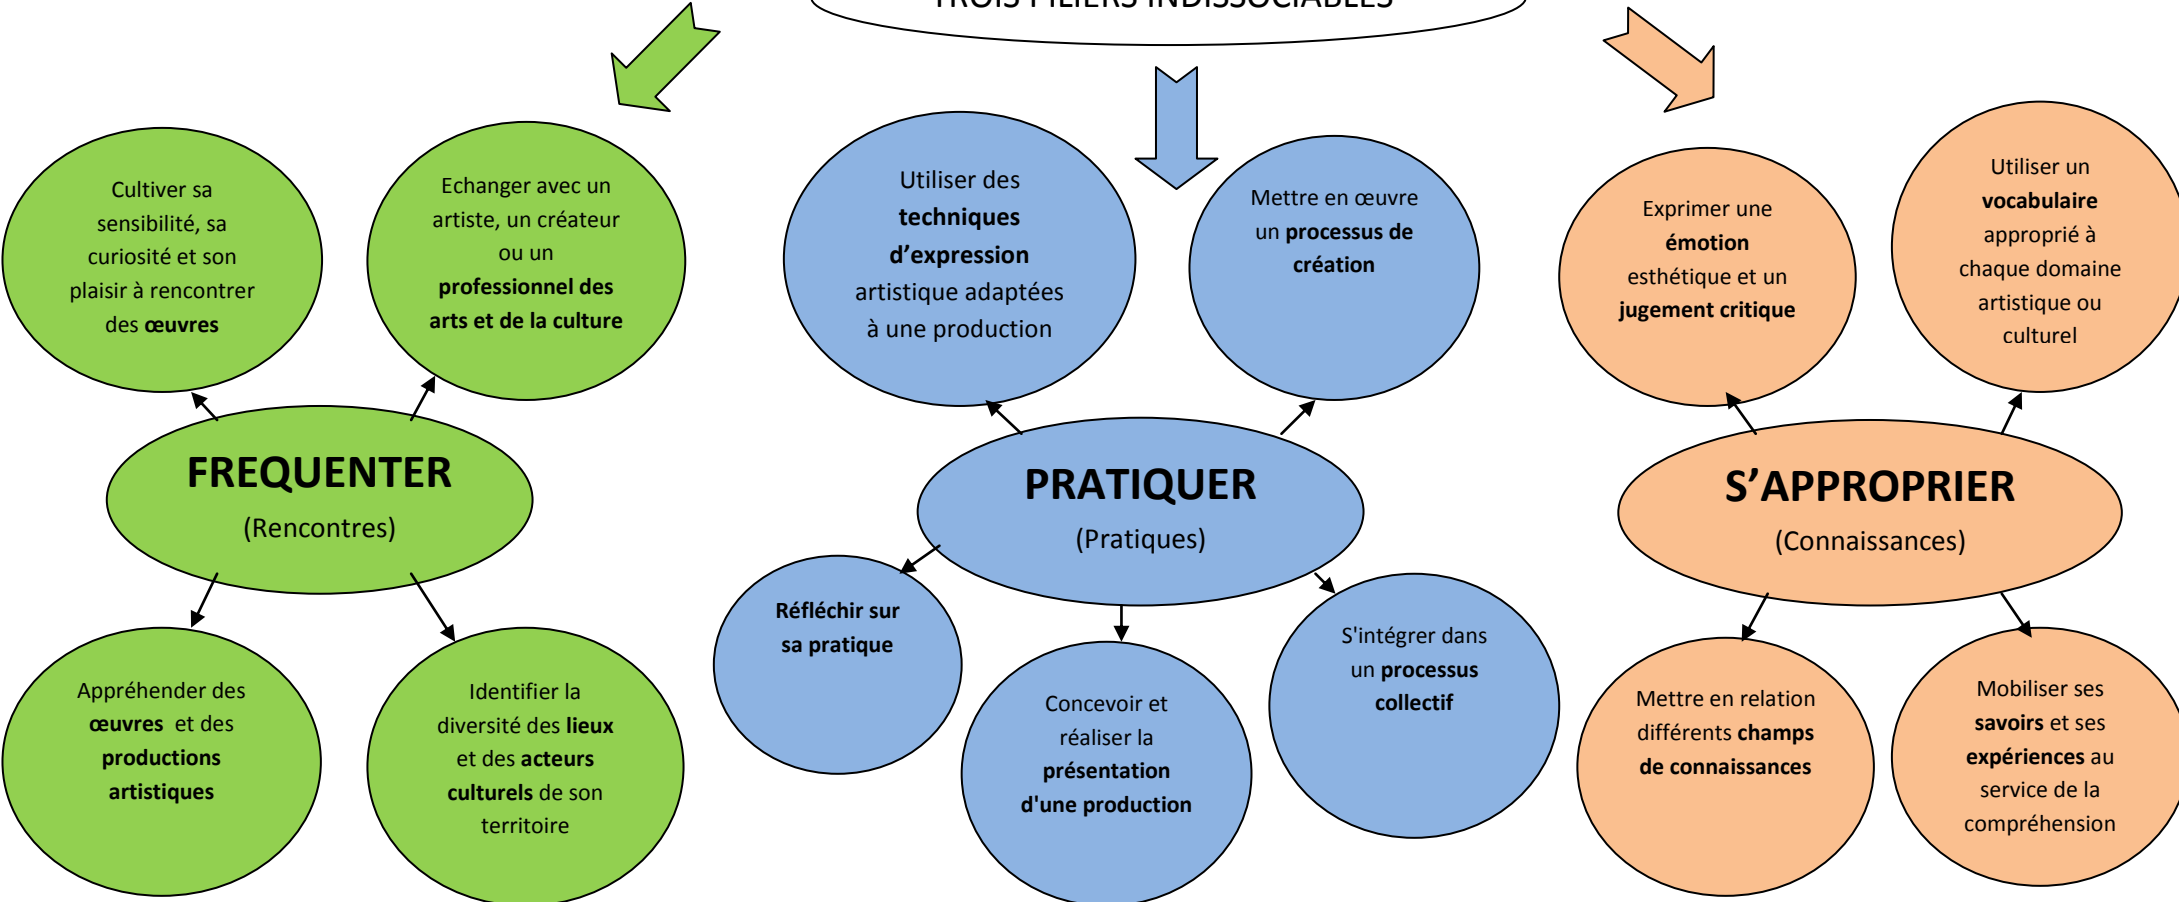 TROIS PILIERS INDISSOCIABLES
Cultiver sa
sensibilité, sa
curiosité et son
plaisir à rencontrer
des œuvres
Echanger avec un
artiste, un créateur
ou un
professionnel des
arts et de la culture
FREQUENTER
(Rencontres)
Appréhender des
œuvres et des
productions
artistiques
Identifier la
diversité des lieux
et des acteurs
culturels de son
territoire
Utiliser des
techniques
d’expression
artistique adaptées
à une production
Mettre en œuvre
un processus de
création
PRATIQUER
(Pratiques)
Réfléchir sur
sa pratique
Concevoir et
réaliser la
présentation
d'une production
S'intégrer dans
un processus
collectif
Exprimer une
émotion
esthétique et un
jugement critique
Utiliser un
vocabulaire
approprié à
chaque domaine
artistique ou
culturel
S’APPROPRIER
(Connaissances)
Mettre en relation
différents champs
de connaissances
Mobiliser ses
savoirs et ses
expériences au
service de la
compréhension